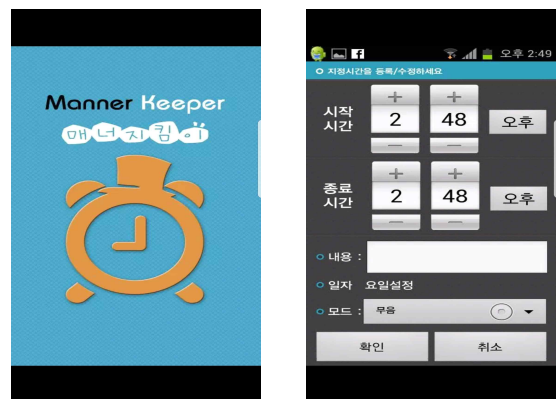 Manner Keeper
매너지킴이
오후 2:49
지정시간을 등록/수정하세요
시작
시간
+ +
2 48 오후
— —
종료
시간
+ +
2 48 오후
— —
내용 :
일자 요일설정
모드 : 무음
확인 취소